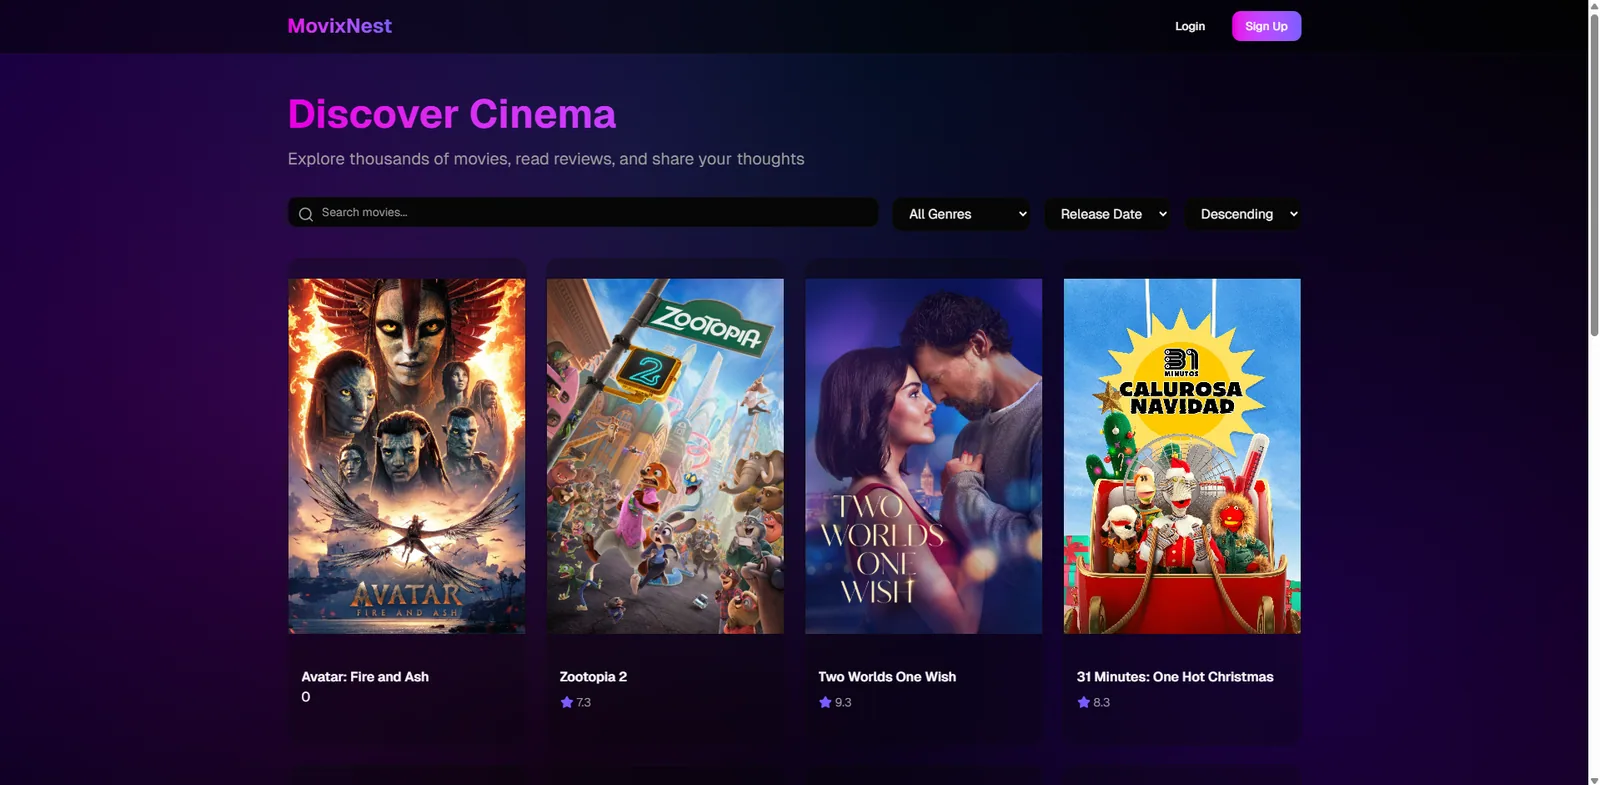 MovixNest
Login
Sign Up
Discover Cinema
Explore thousands of movies, read reviews, and share your thoughts
Search movies...
All Genres
Release Date
Descending
AVATAR
FIRE AND ASH
ZOOTOPIA
2
TWO
WORLDS
ONE
WISH
31
MINUTOS
CALUROSA
NAVIDAD
Avatar: Fire and Ash
0
Zootopia 2
7.3
Two Worlds One Wish
9.3
31 Minutes: One Hot Christmas
8.3